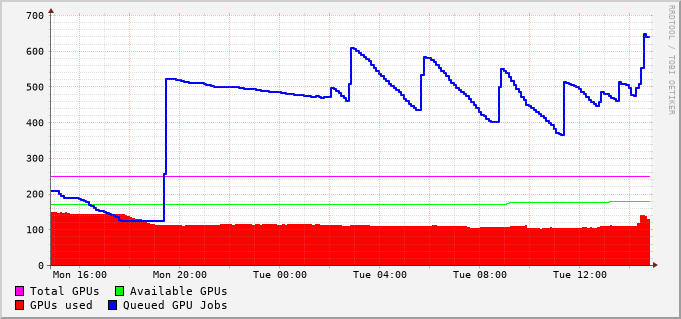 700
600
500
400
300
200
100
0
Mon 16:00 Mon 20:00 Tue 00:00 Tue 04:00 Tue 08:00 Tue 12:00
Total GPUs Available GPUs
GPUs used Queued GPU Jobs
RRDTOOL / TOBI OETIKER